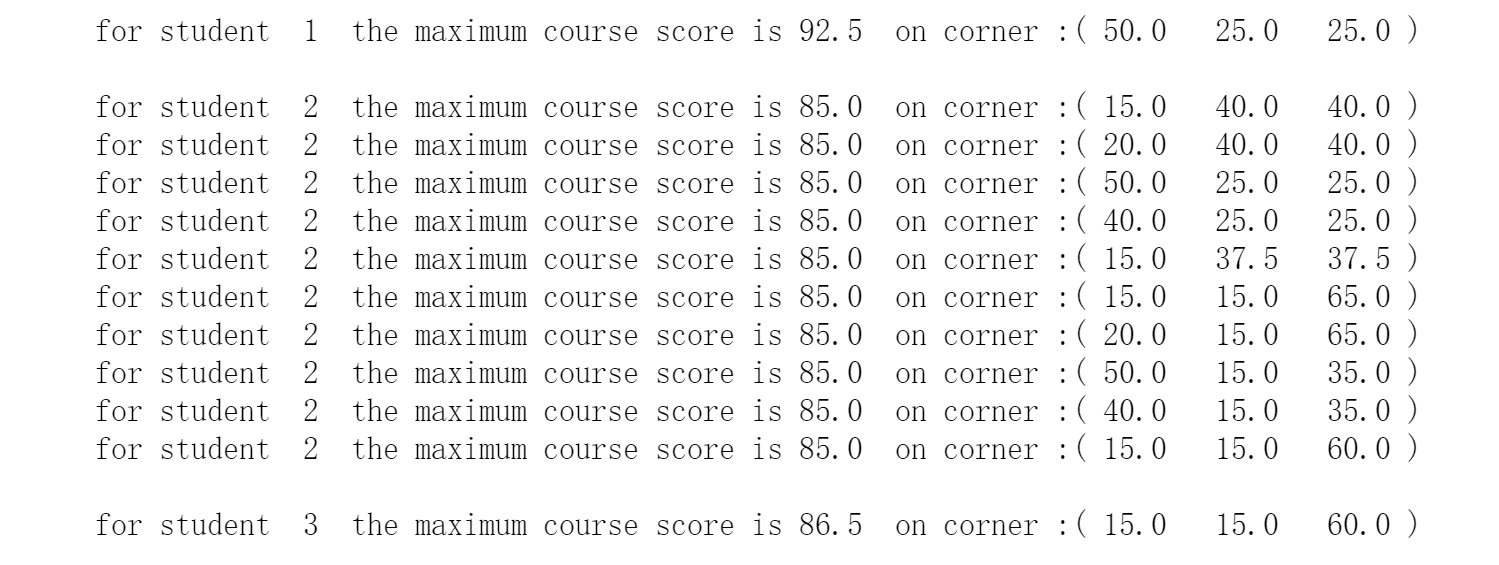 for student 1 the maximum course score is 92.5 on corner :( 50.0 25.0 25.0 )
for student 2 the maximum course score is 85.0 on corner :( 15.0 40.0 40.0 )
for student 2 the maximum course score is 85.0 on corner :( 20.0 40.0 40.0 )
for student 2 the maximum course score is 85.0 on corner :( 50.0 25.0 25.0 )
for student 2 the maximum course score is 85.0 on corner :( 40.0 25.0 25.0 )
for student 2 the maximum course score is 85.0 on corner :( 15.0 37.5 37.5 )
for student 2 the maximum course score is 85.0 on corner :( 15.0 15.0 65.0 )
for student 2 the maximum course score is 85.0 on corner :( 20.0 15.0 65.0 )
for student 2 the maximum course score is 85.0 on corner :( 50.0 15.0 35.0 )
for student 2 the maximum course score is 85.0 on corner :( 40.0 15.0 35.0 )
for student 2 the maximum course score is 85.0 on corner :( 15.0 15.0 60.0 )
for student 3 the maximum course score is 86.5 on corner :( 15.0 15.0 60.0 )